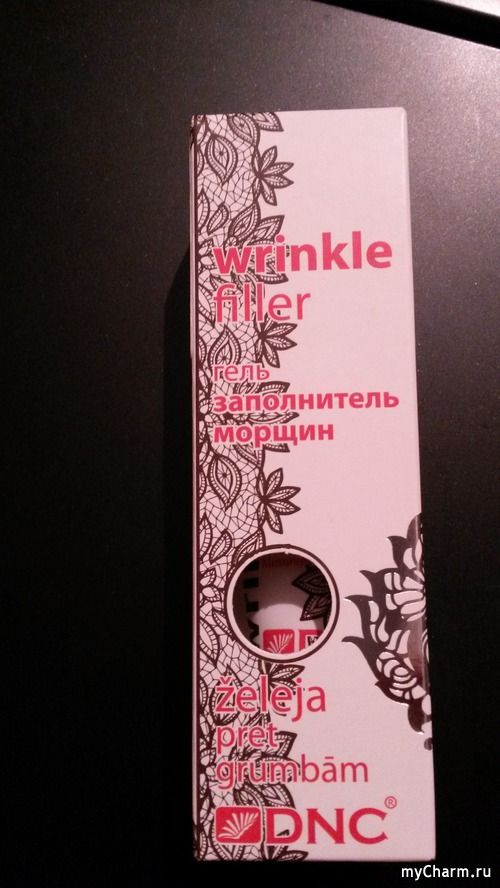 wrinkle
filler
гель
заполнитель
морщин
želeja
pret
grumbām
DNC®
myCharm.ru